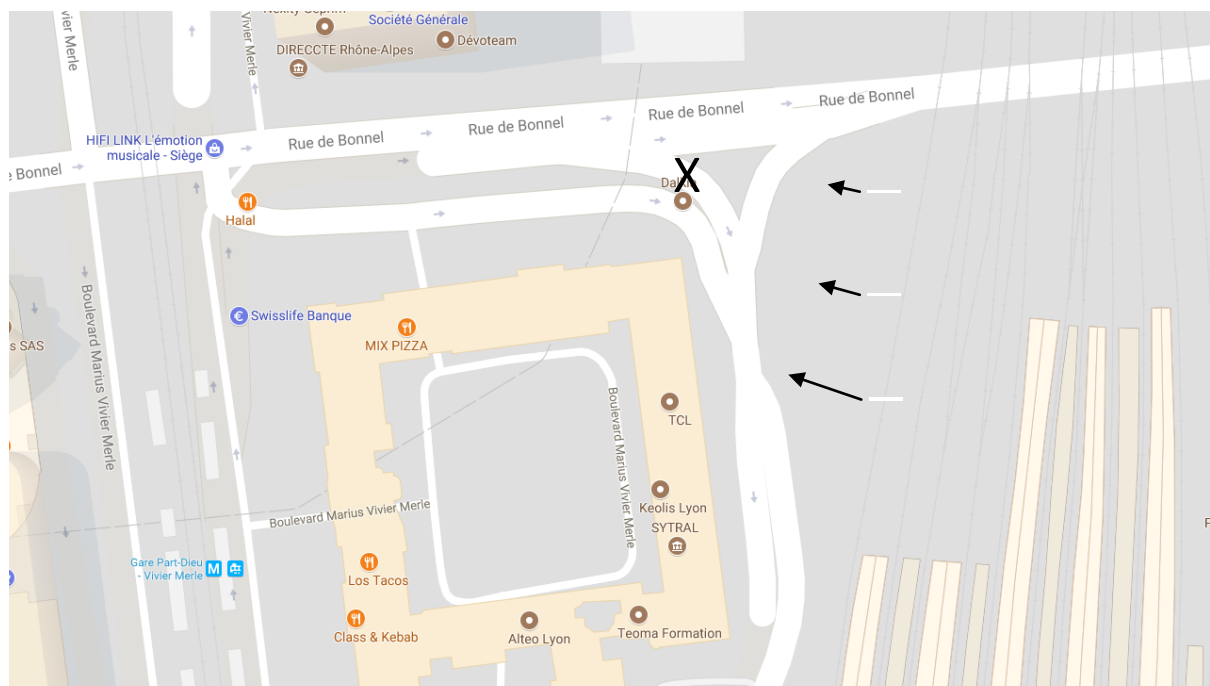 Vivier Merle
Vivier Merle
Société Générale
Dévoteam
DIRECCTE Rhône-Alpes
Rue de Bonnel
Rue de Bonnel
Rue de Bonnel
Rue de Bonnel
HIFI LINK L'émotion
musicale - Siège
Bonnel
X
Halal
Boulevard Marius Vivier Merle
€ Swisslife Banque
s SAS
MIX PIZZA
Boulevard Marius Vivier Merle
TCL
Keolis Lyon
SYTRAL
Boulevard Marius Vivier Merle
Gare Part-Dieu
- Vivier Merle M
Los Tacos
Class & Kebab
Alteo Lyon
Teoma Formation